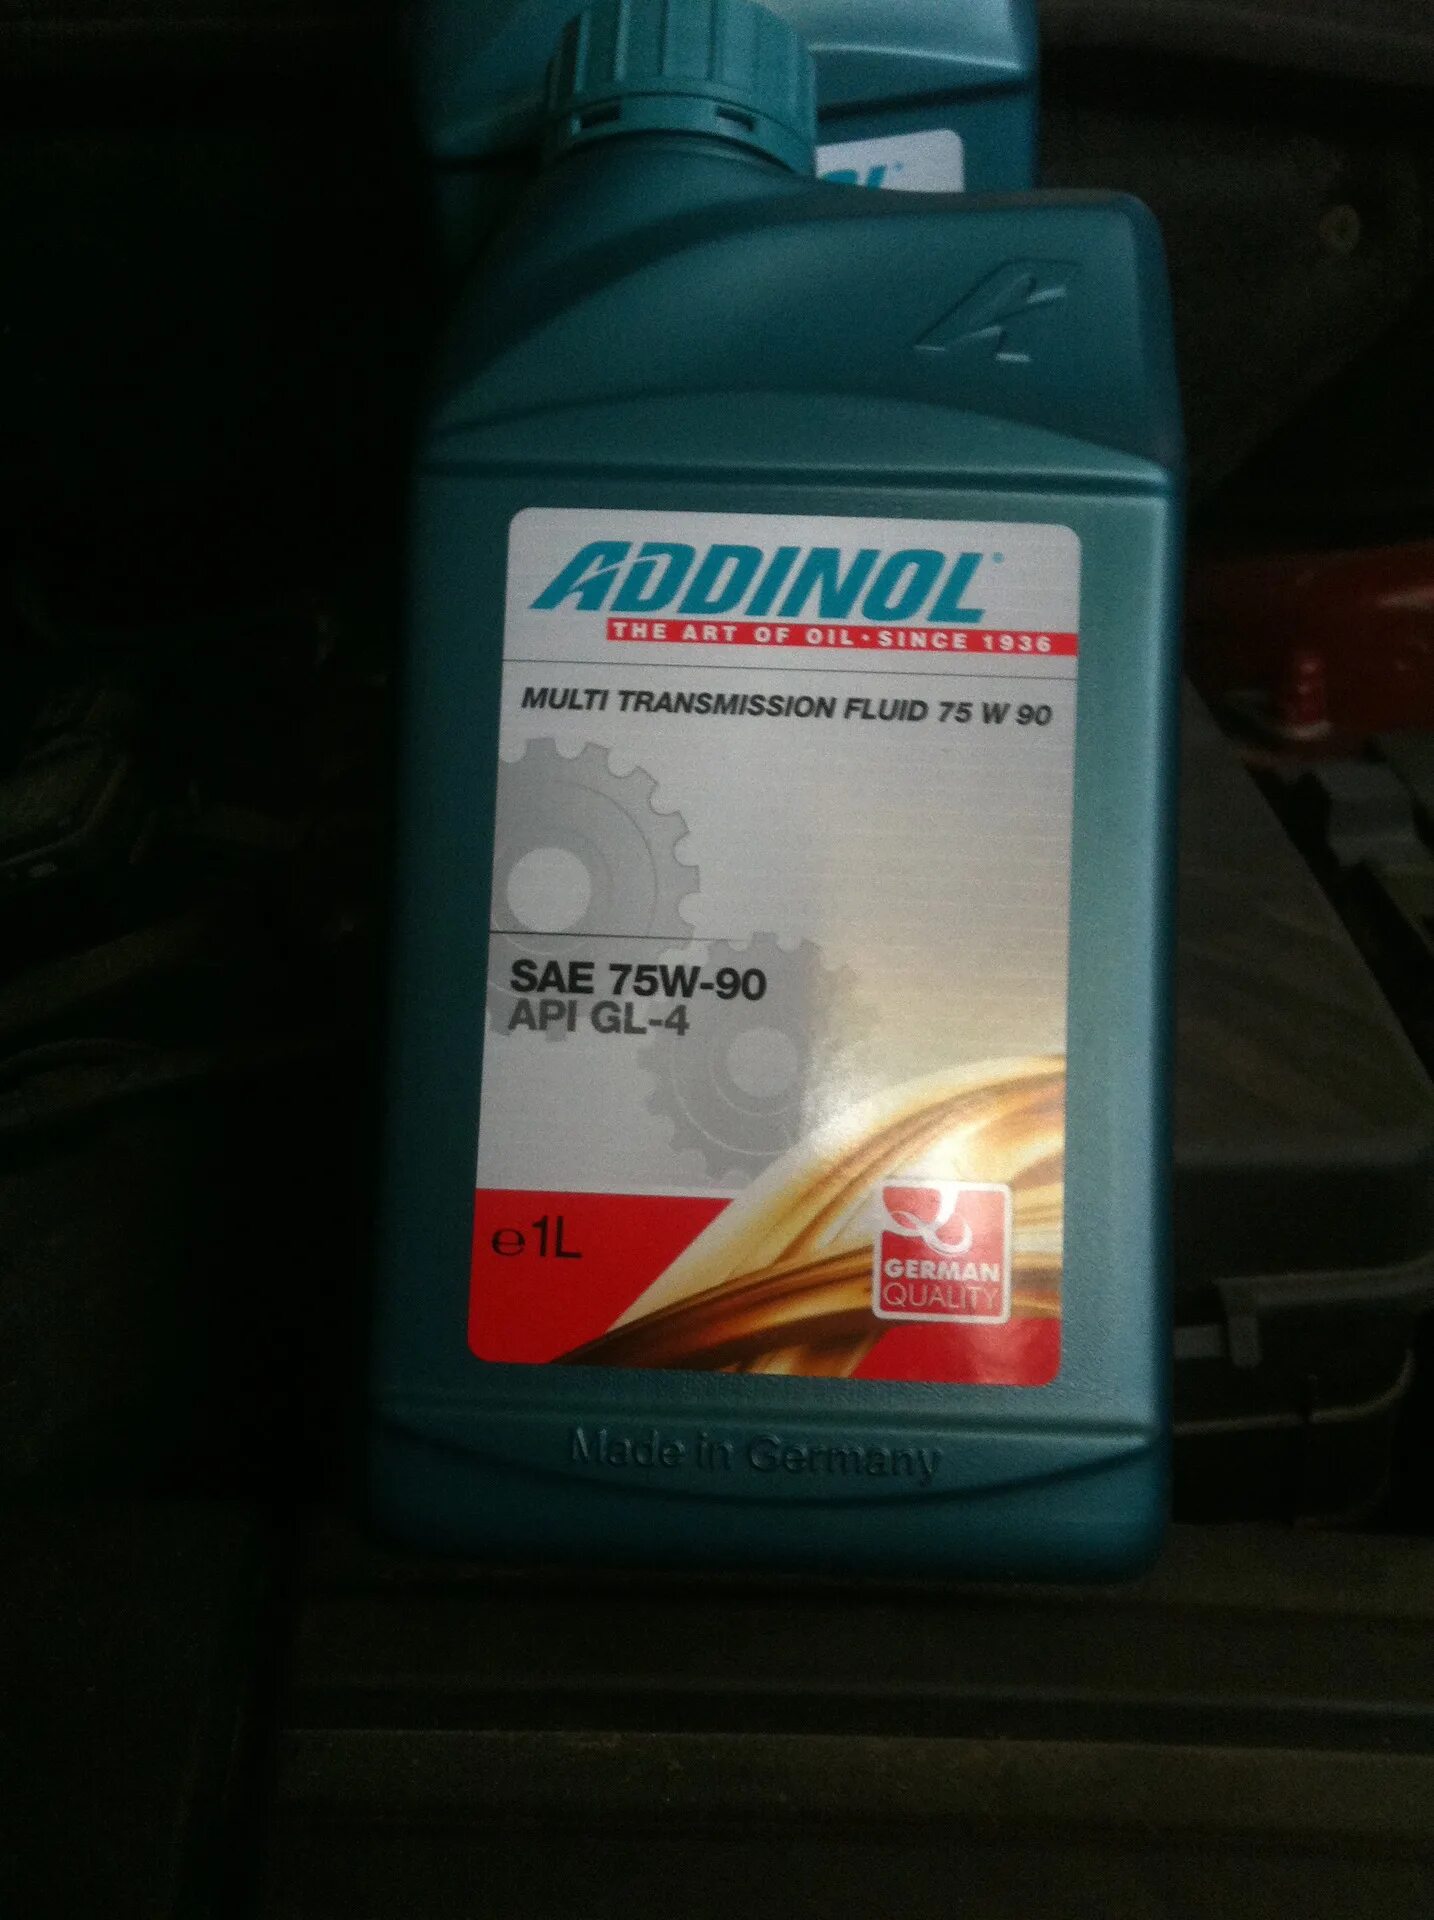 ADDINOL
THE ART OF OIL · SINCE 1936
MULTI TRANSMISSION FLUID 75 W 90
SAE 75W-90
API GL-4
℮ 1L
GERMAN
QUALITY
Made in Germany